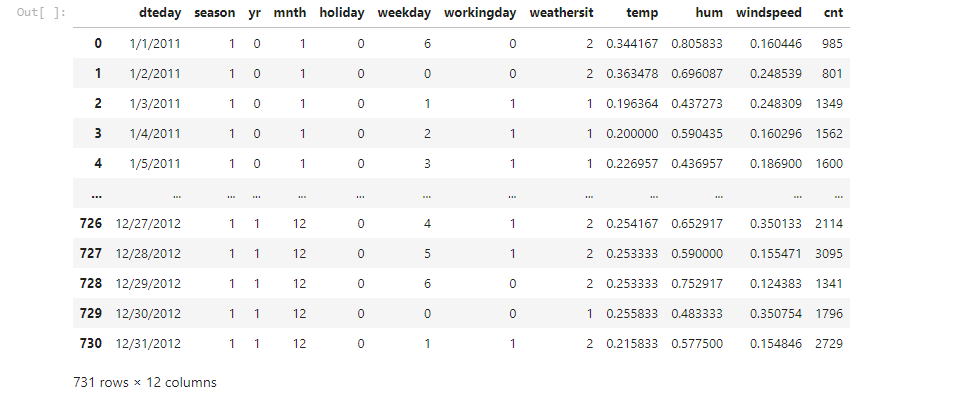 Out[ ]:
dteday season yr mnth holiday weekday workingday weathersit temp hum windspeed cnt
0 1/1/2011 1 0 1 0 6 0 2 0.344167 0.805833 0.160446 985
1 1/2/2011 1 0 1 0 0 0 2 0.363478 0.696087 0.248539 801
2 1/3/2011 1 0 1 0 1 1 1 0.196364 0.437273 0.248309 1349
3 1/4/2011 1 0 1 0 2 1 1 0.200000 0.590435 0.160296 1562
4 1/5/2011 1 0 1 0 3 1 1 0.226957 0.436957 0.186900 1600
... ... ... ... ... ... ... ... ... ... ... ... ...
726 12/27/2012 1 1 12 0 4 1 2 0.254167 0.652917 0.350133 2114
727 12/28/2012 1 1 12 0 5 1 2 0.253333 0.590000 0.155471 3095
728 12/29/2012 1 1 12 0 6 0 2 0.253333 0.752917 0.124383 1341
729 12/30/2012 1 1 12 0 0 0 1 0.255833 0.483333 0.350754 1796
730 12/31/2012 1 1 12 0 1 1 2 0.215833 0.577500 0.154846 2729
731 rows × 12 columns